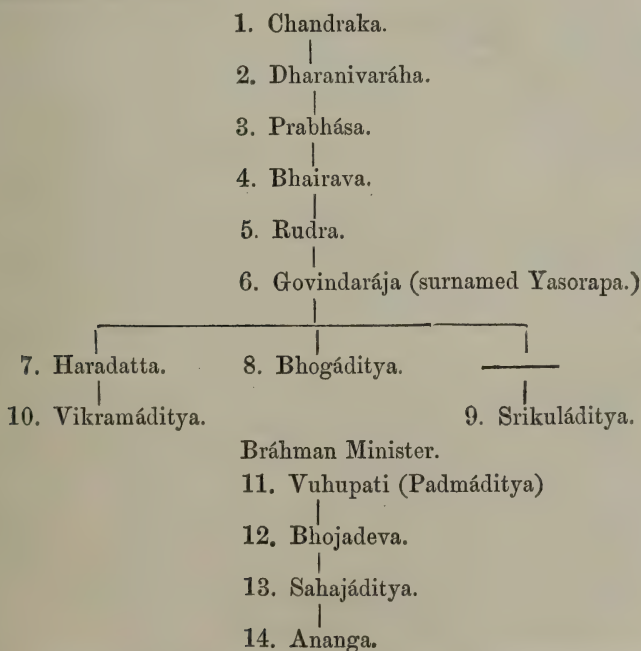 1. Chandraka.
2. Dharanivaráha.
3. Prabhása.
4. Bhairava.
5. Rudra.
6. Govindarája (surnamed Yasorapa.)
7. Haradatta. 8. Bhogáditya.
10. Vikramáditya. 9. Srikuláditya.
Bráhman Minister.
11. Vuhupati (Padmáditya)
12. Bhojadeva.
13. Sahajáditya.
14. Ananga.